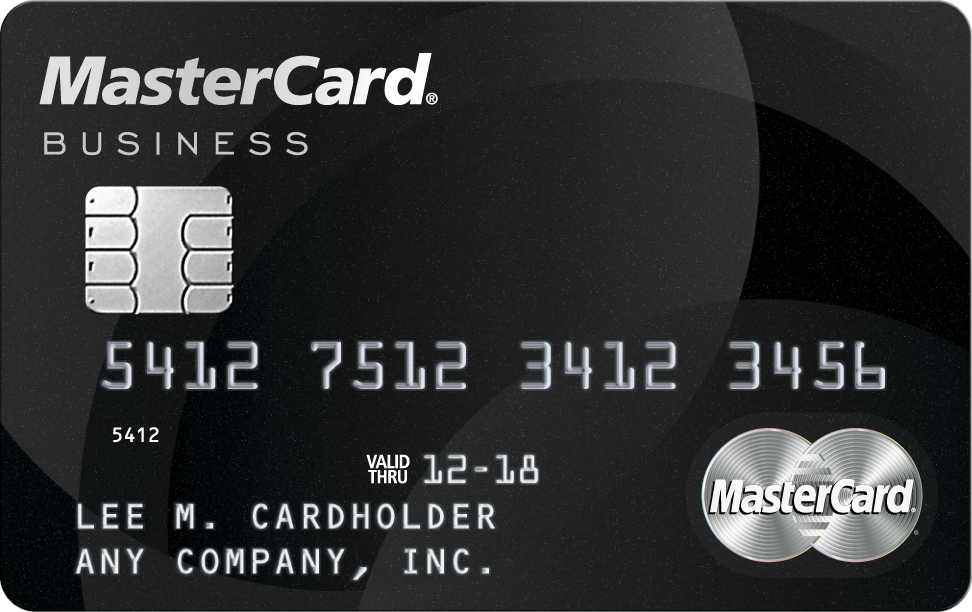 MasterCard®
BUSINESS
5412 7512 3412 3456
5412
VALID THRU 12-18
LEE M. CARDHOLDER
ANY COMPANY, INC.
MasterCard®